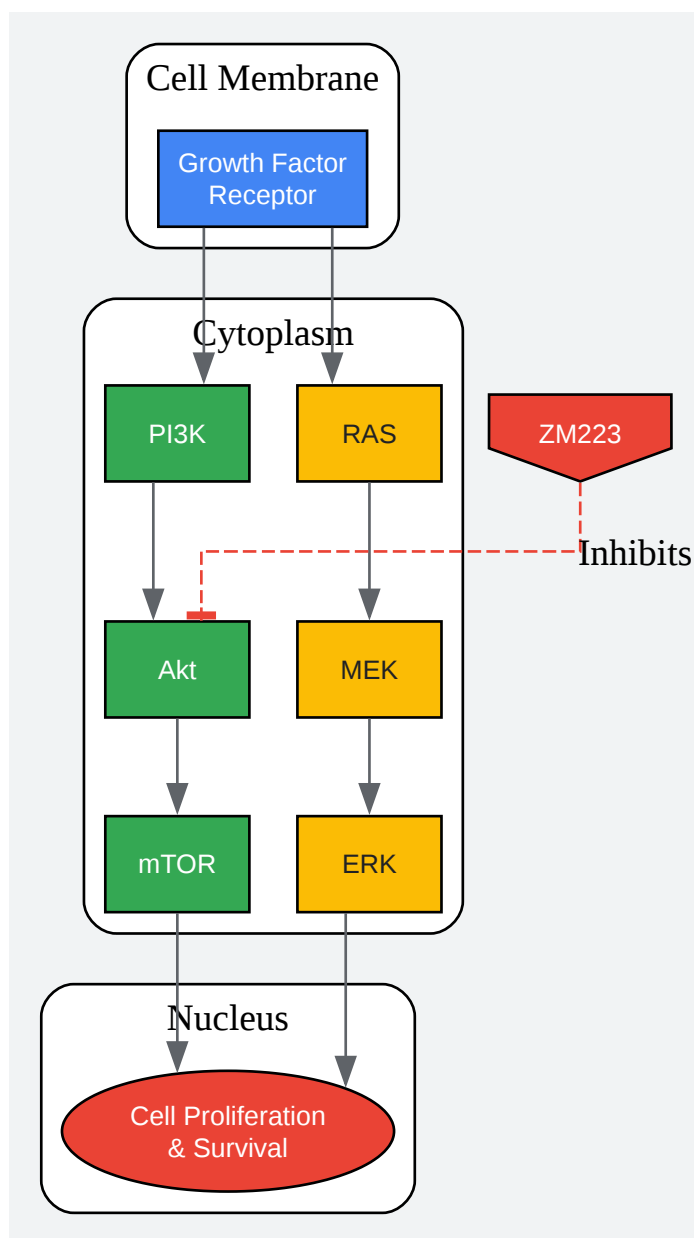 Cell Membrane
Growth Factor
Receptor
Cytoplasm
PI3K
RAS
ZM223
Inhibits
Akt
MEK
mTOR
ERK
Nucleus
Cell Proliferation
& Survival